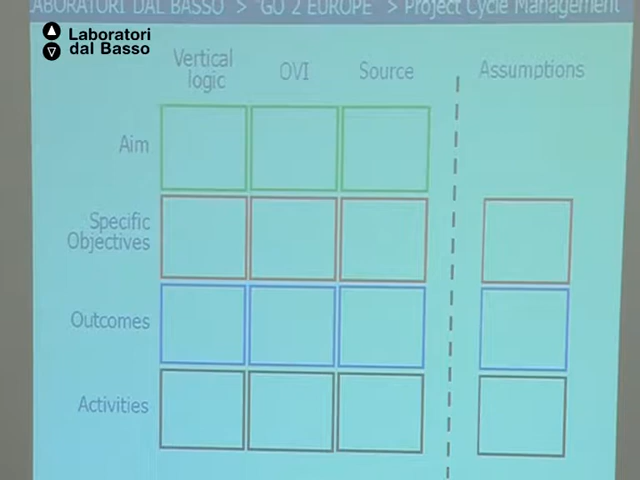 ABORATORI DAL BASSO > GO 2 EUROPE > Project Cycle Management
Laboratori
dal Basso
Vertical
logic
OVI
Source
Assumptions
Aim
Specific
Objectives
Outcomes
Activities